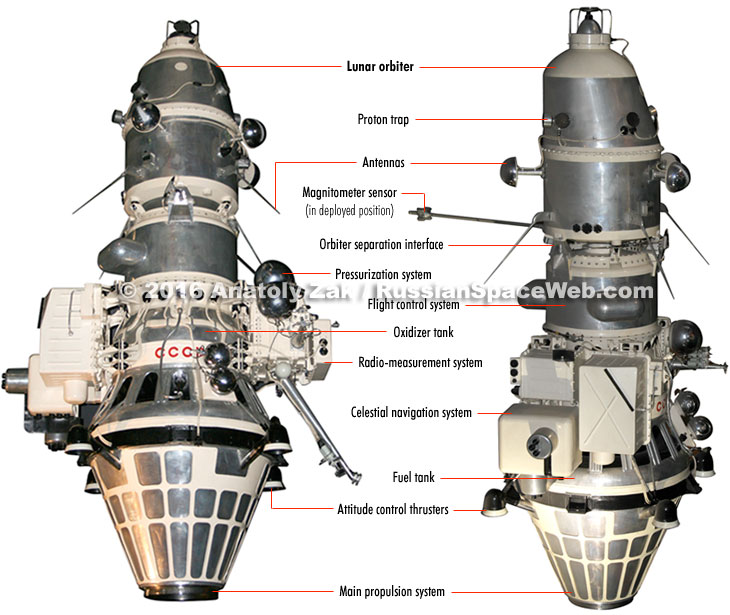 Lunar orbiter
Proton trap
Antennas
Magnitometer sensor
(in deployed position)
Orbiter separation interface
Pressurization system
© 2016 Anatoly Zak / RussianSpaceWeb.com
Flight control system
Oxidizer tank
СССР
Radio-measurement system
Celestial navigation system
Fuel tank
Attitude control thrusters
Main propulsion system